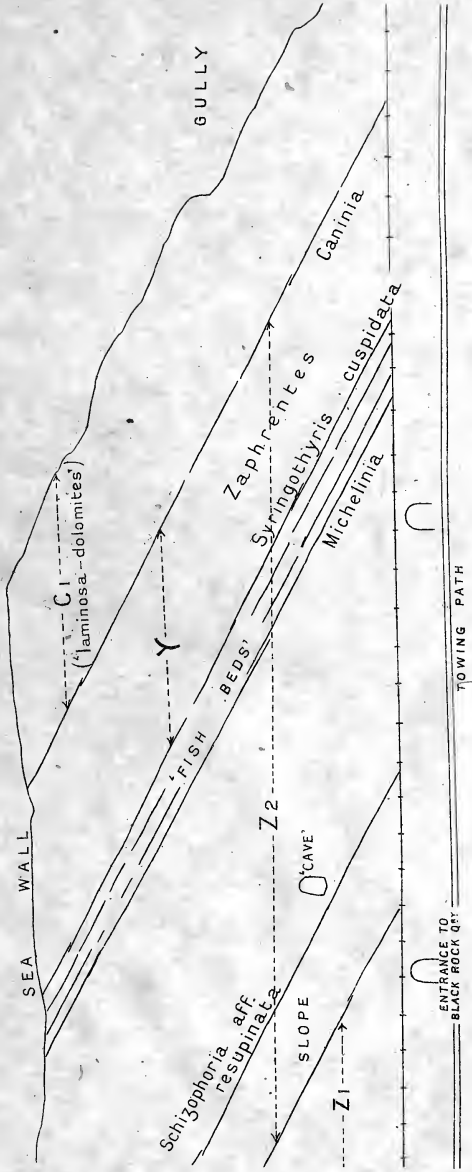 SEA WALL
GULLY
C1
('laminosa-dolomites')
Caninia
Y
Zaphrentes
Syringothyris cuspidata
'FISH BEDS'
Michelinia
Z2
'CAVE'
Schizophoria aff.
resupinata
SLOPE
Z1
ENTRANCE TO
BLACK ROCK QRY
TOWING PATH